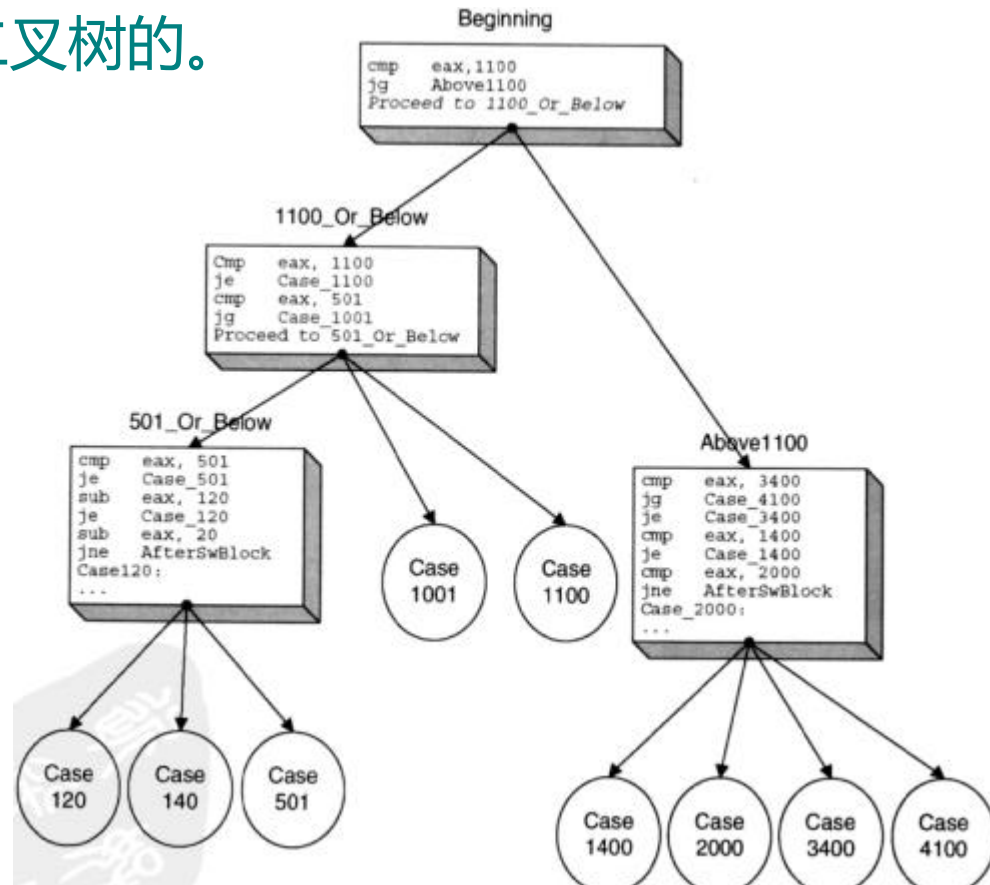 叉树的。
Beginning
cmp eax,1100
jg Above1100
Proceed to 1100_Or_Below
1100_Or_Below
Cmp eax, 1100
je Case_1100
cmp eax, 501
jg Case_1001
Proceed to 501_Or_Below
501_Or_Below
cmp eax, 501
je Case_501
sub eax, 120
je Case_120
sub eax, 20
jne AfterSwBlock
Case120:
...
Case
1001
Case
1100
Above1100
cmp eax, 3400
jg Case_4100
je Case_3400
cmp eax, 1400
je Case_1400
cmp eax, 2000
jne AfterSwBlock
Case_2000:
...
Case
120
Case
140
Case
501
Case
1400
Case
2000
Case
3400
Case
4100